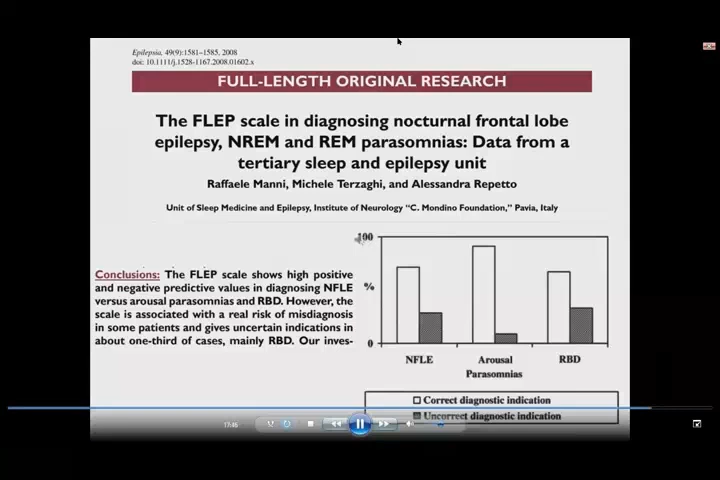 Epilepsia, 49(9):1581–1585, 2008
doi: 10.1111/j.1528-1167.2008.01602.x
FULL-LENGTH ORIGINAL RESEARCH
The FLEP scale in diagnosing nocturnal frontal lobe
epilepsy, NREM and REM parasomnias: Data from a
tertiary sleep and epilepsy unit
Raffaele Manni, Michele Terzaghi, and Alessandra Repetto
Unit of Sleep Medicine and Epilepsy, Institute of Neurology “C. Mondino Foundation,” Pavia, Italy
Conclusions: The FLEP scale shows high positive
and negative predictive values in diagnosing NFLE
versus arousal parasomnias and RBD. However, the
scale is associated with a real risk of misdiagnosis
in some patients and gives uncertain indications in
about one-third of cases, mainly RBD. Our inves-
100
%
0
NFLE Arousal RBD
Parasomnias
Correct diagnostic indication
Uncorrect diagnostic indication
17:46